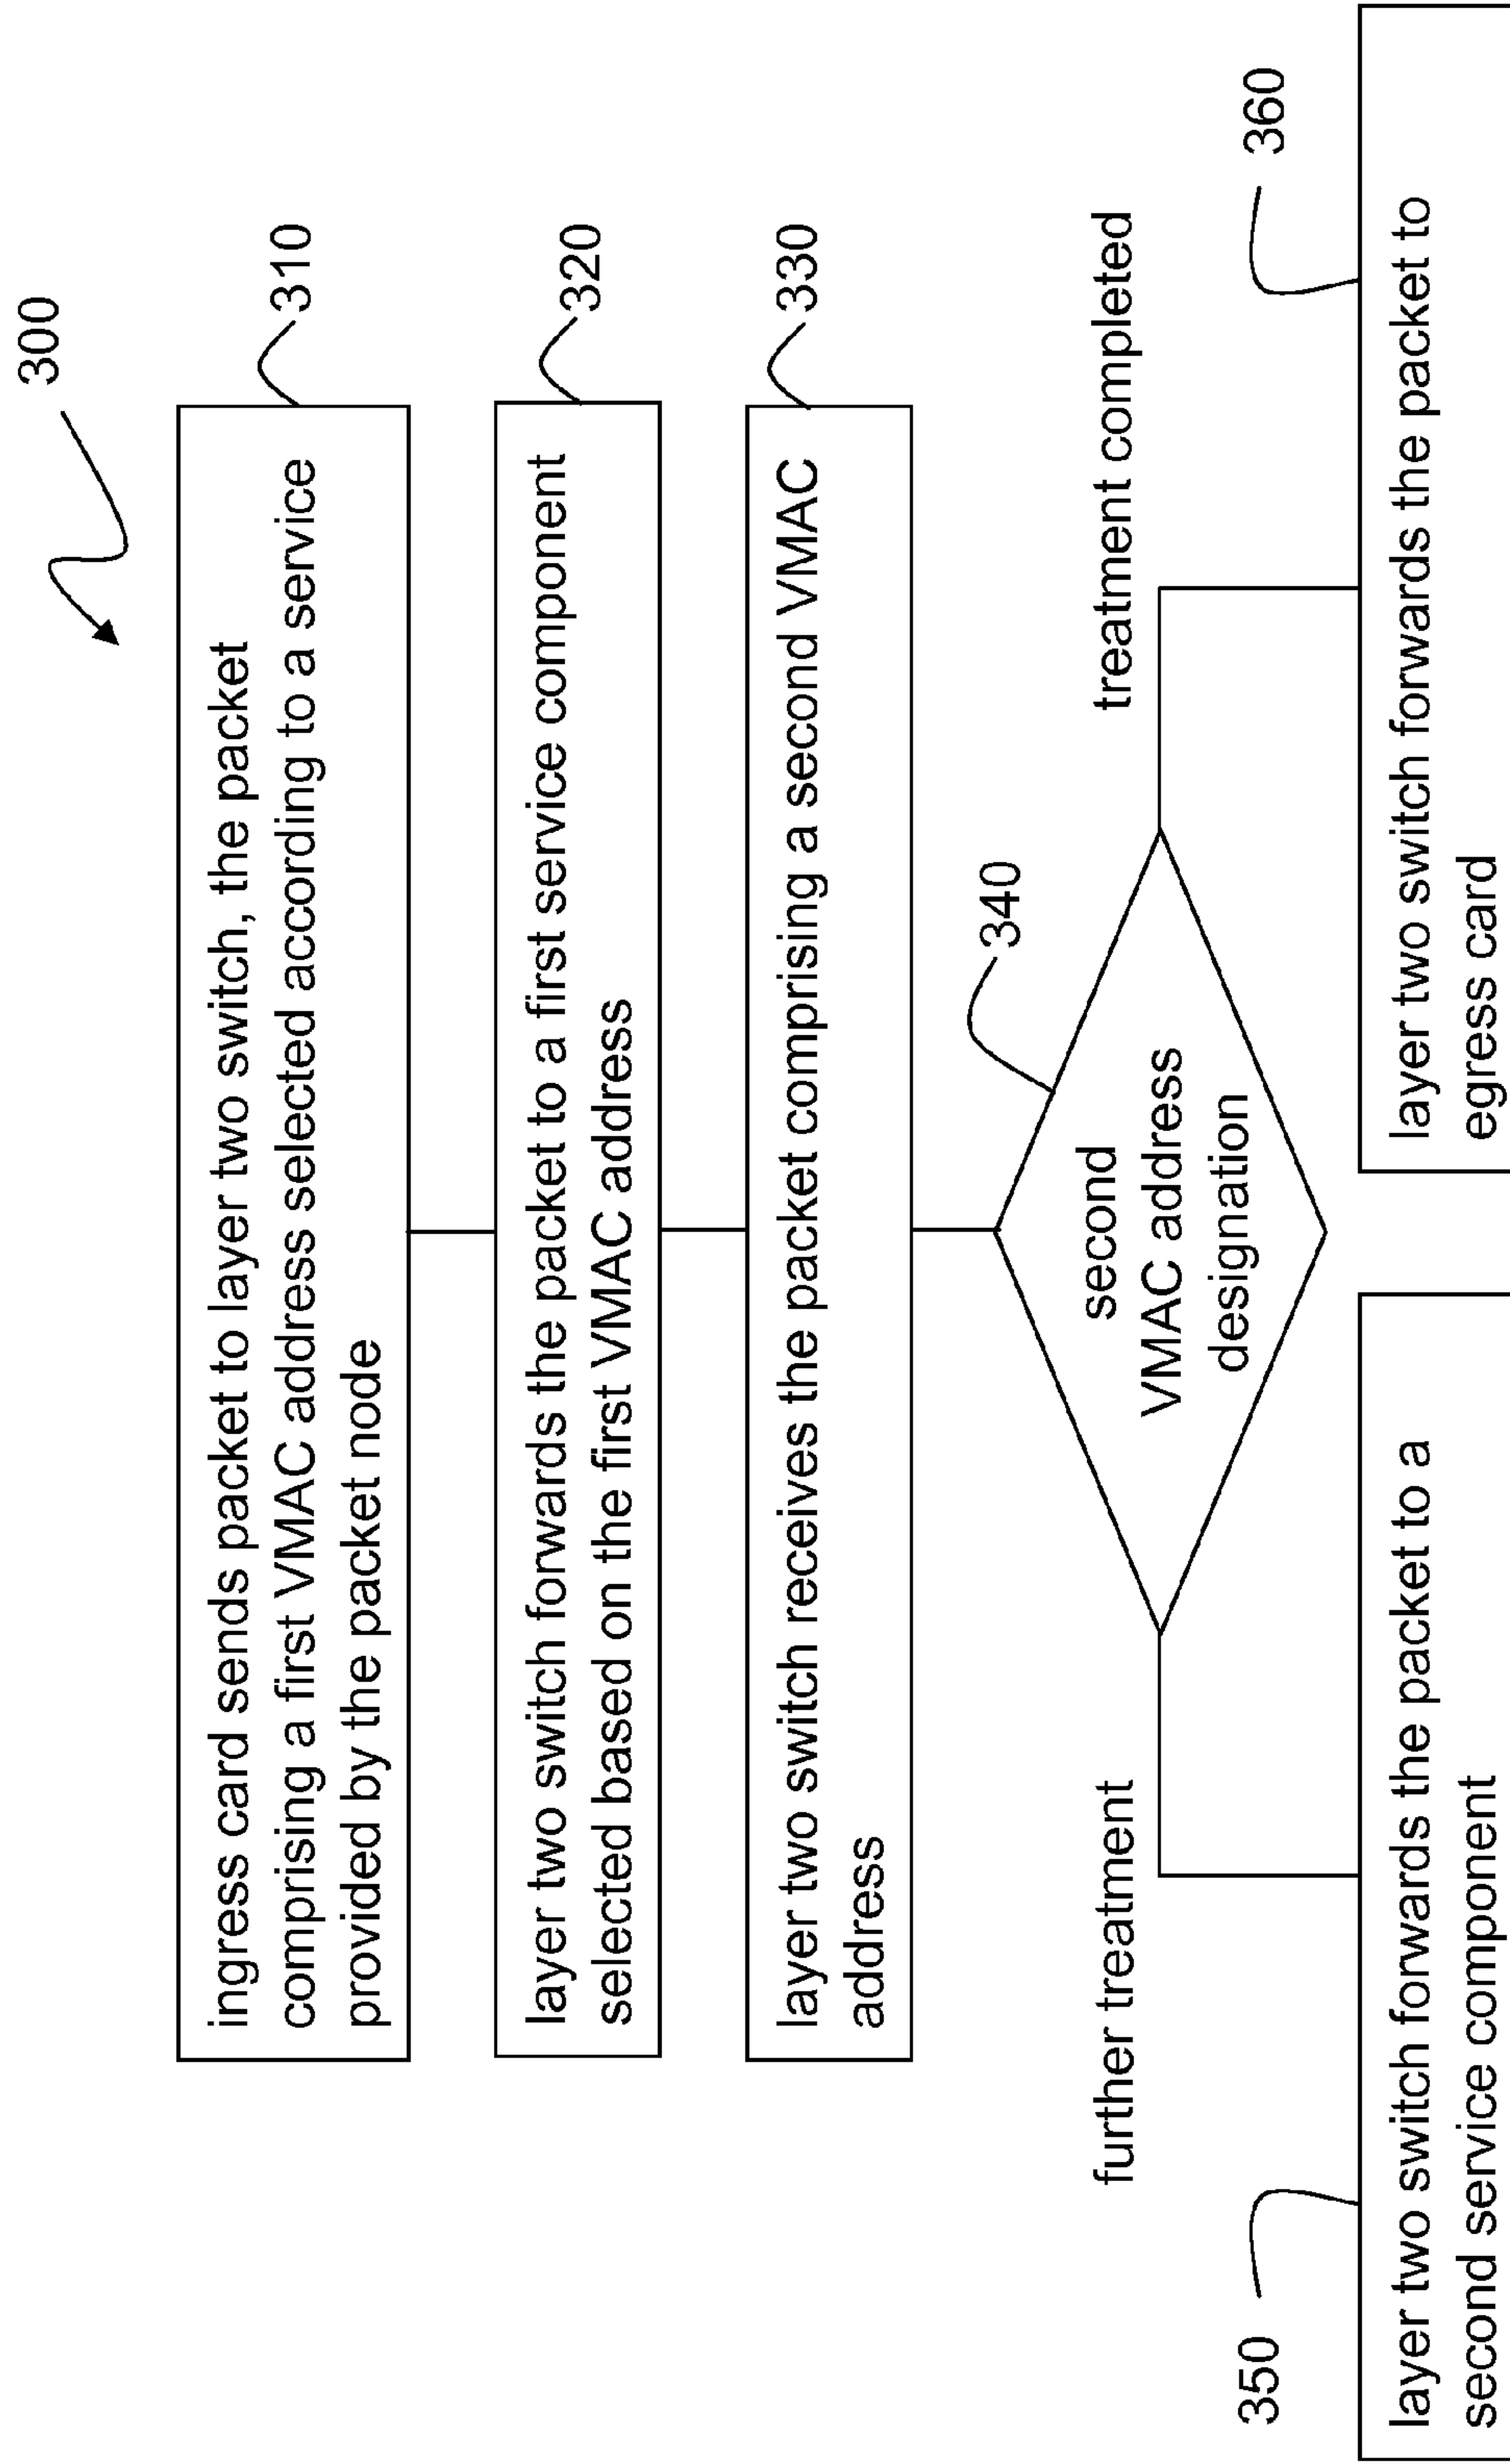 300
ingress card sends packet to layer two switch, the packet
comprising a first VMAC address selected according to a service
provided by the packet node
310
layer two switch forwards the packet to a first service component
selected based on the first VMAC address
320
layer two switch receives the packet comprising a second VMAC
address
330
340
second
VMAC address
designation
further treatment
treatment completed
350
layer two switch forwards the packet to a
second service component
360
layer two switch forwards the packet to
egress card